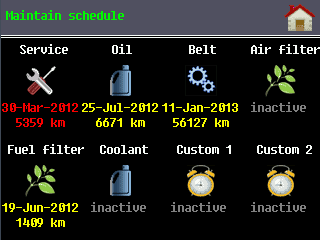 Maintain schedule
Service Oil Belt Air filter
30-Mar-2012 25-Jul-2012 11-Jan-2013 inactive
5359 km 6671 km 56127 km
Fuel filter Coolant Custom 1 Custom 2
19-Jun-2012 inactive inactive inactive
1409 km